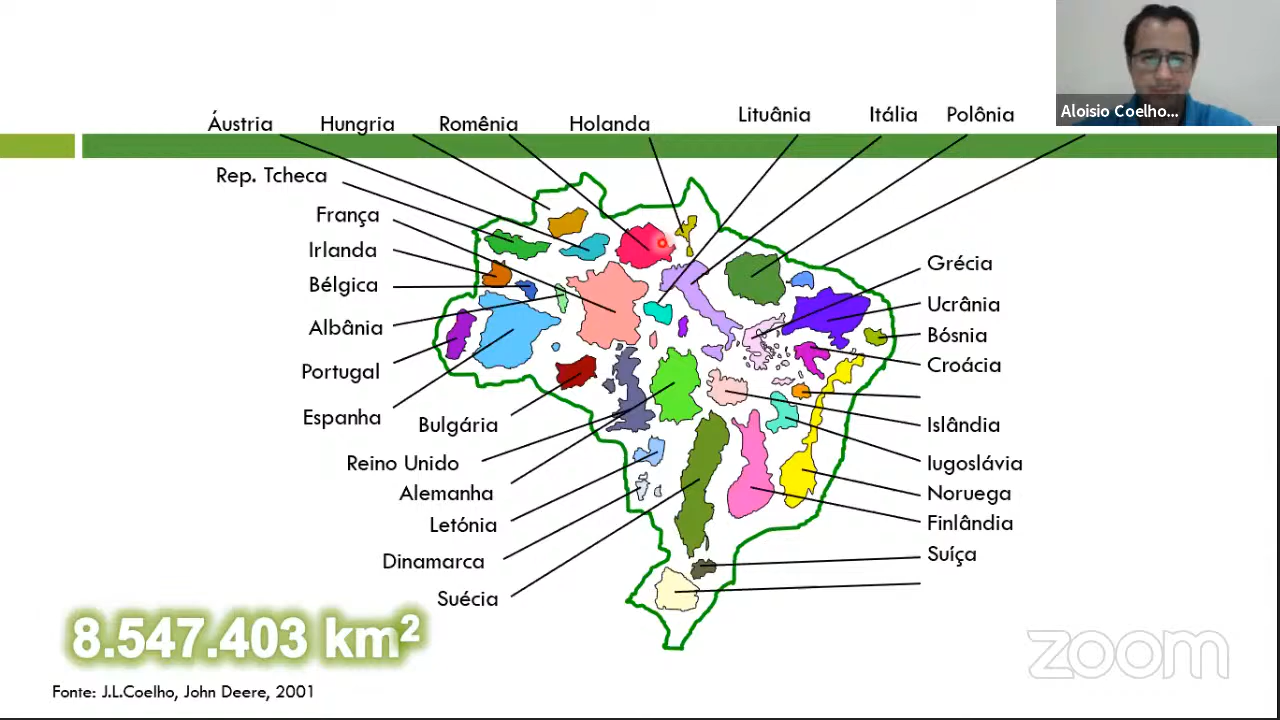 Aloisio Coelho...
Áustria
Hungria
Romênia
Holanda
Lituânia
Itália
Polônia
Rep. Tcheca
França
Irlanda
Bélgica
Albânia
Portugal
Espanha
Bulgária
Reino Unido
Alemanha
Letónia
Dinamarca
Suécia
Grécia
Ucrânia
Bósnia
Croácia
Islândia
Iugoslávia
Noruega
Finlândia
Suíça
8.547.403 km²
Fonte: J.L.Coelho, John Deere, 2001
zoom